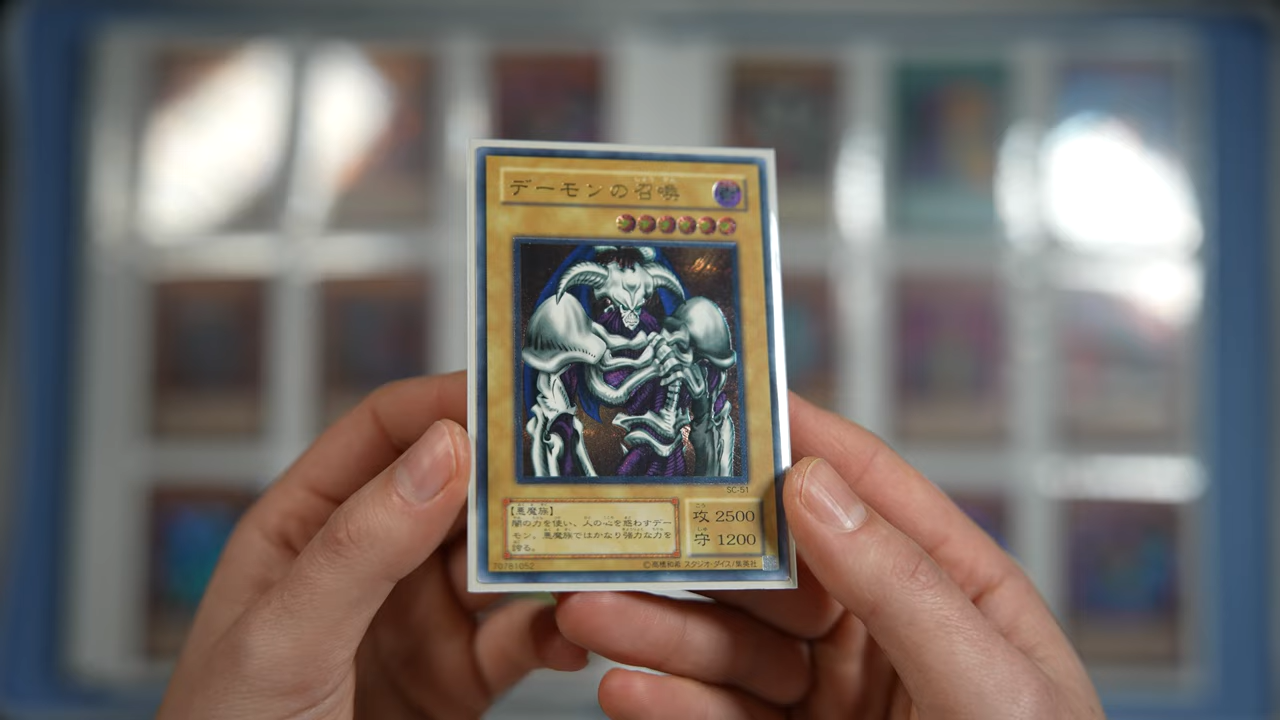 デーモンの召喚
SC-51
【悪魔族】
闇の力を使い、人の心を惑わすデー
モン。悪魔族ではかなり強力な力を
誇る。
攻 2500
守 1200
70781052
©高橋和希 スタジオ・ダイス/集英社